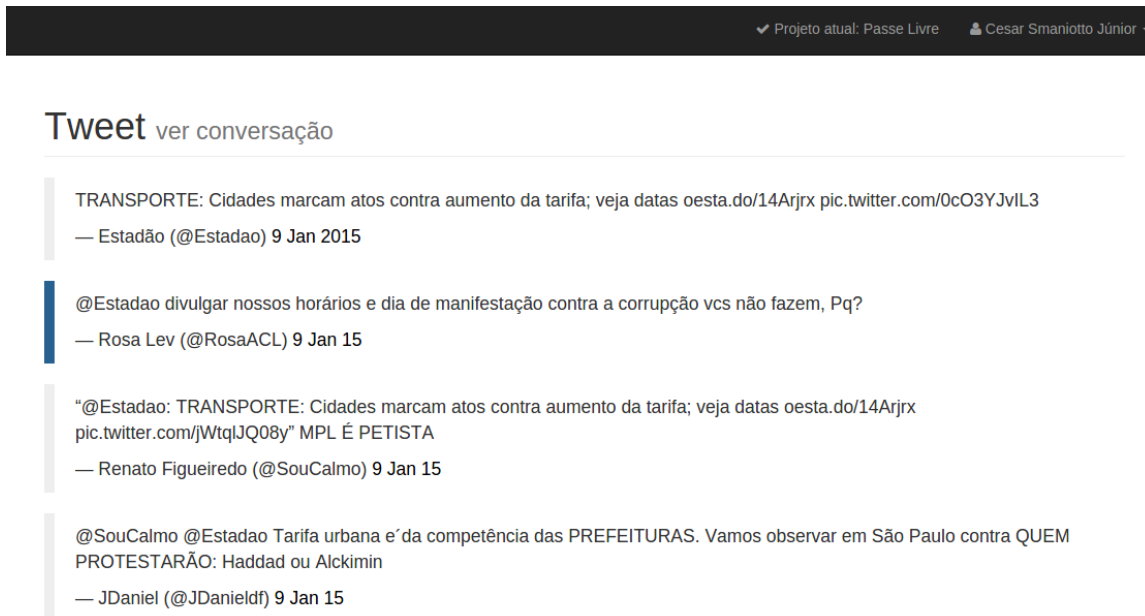 Projeto atual: Passe Livre Cesar Smaniotto Júnior
Tweet ver conversação
TRANSPORTE: Cidades marcam atos contra aumento da tarifa; veja datas oesta.do/14Arjrx pic.twitter.com/0cO3YJvIL3
— Estadão (@Estadao) 9 Jan 2015
@Estadao divulgar nossos horários e dia de manifestação contra a corrupção vcs não fazem, Pq?
— Rosa Lev (@RosaACL) 9 Jan 15
“@Estadao: TRANSPORTE: Cidades marcam atos contra aumento da tarifa; veja datas oesta.do/14Arjrx
pic.twitter.com/jWtqlJQ08y” MPL É PETISTA
— Renato Figueiredo (@SouCalmo) 9 Jan 15
@SouCalmo @Estadao Tarifa urbana e´da competência das PREFEITURAS. Vamos observar em São Paulo contra QUEM
PROTESTARÃO: Haddad ou Alckimin
— JDaniel (@JDanieldf) 9 Jan 15